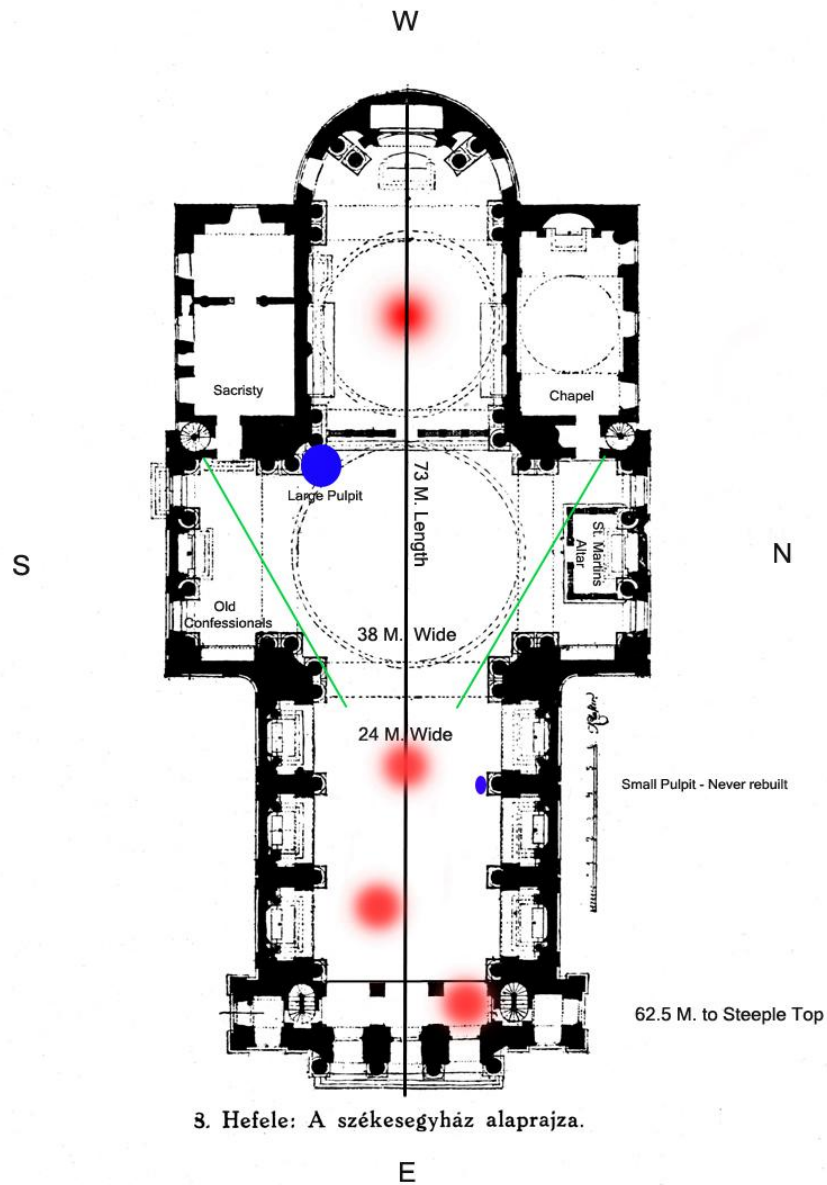 W
Sacristy
Chapel
Large Pulpit
73 M. Length
St. Martins
Altar
S
N
Old
Confessionals
38 M. Wide
24 M. Wide
Small Pulpit - Never rebuilt
62.5 M. to Steeple Top
3. Hefele: A székesegyház alaprajza.
E